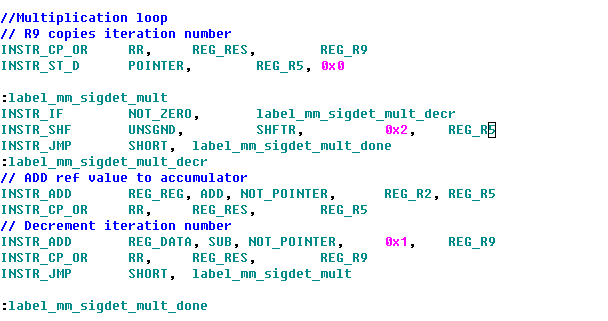 //Multiplication loop
// R9 copies iteration number
INSTR_CP_OR RR, REG_RES, REG_R9
INSTR_ST_D POINTER, REG_R5, 0x0
:label_mm_sigdet_mult
INSTR_IF NOT_ZERO, label_mm_sigdet_mult_decr
INSTR_SHF UNSGND, SHFTR, 0x2, REG_R5
INSTR_JMP SHORT, label_mm_sigdet_mult_done
:label_mm_sigdet_mult_decr
// ADD ref value to accumulator
INSTR_ADD REG_REG, ADD, NOT_POINTER, REG_R2, REG_R5
INSTR_CP_OR RR, REG_RES, REG_R5
// Decrement iteration number
INSTR_ADD REG_DATA, SUB, NOT_POINTER, 0x1, REG_R9
INSTR_CP_OR RR, REG_RES, REG_R9
INSTR_JMP SHORT, label_mm_sigdet_mult
:label_mm_sigdet_mult_done